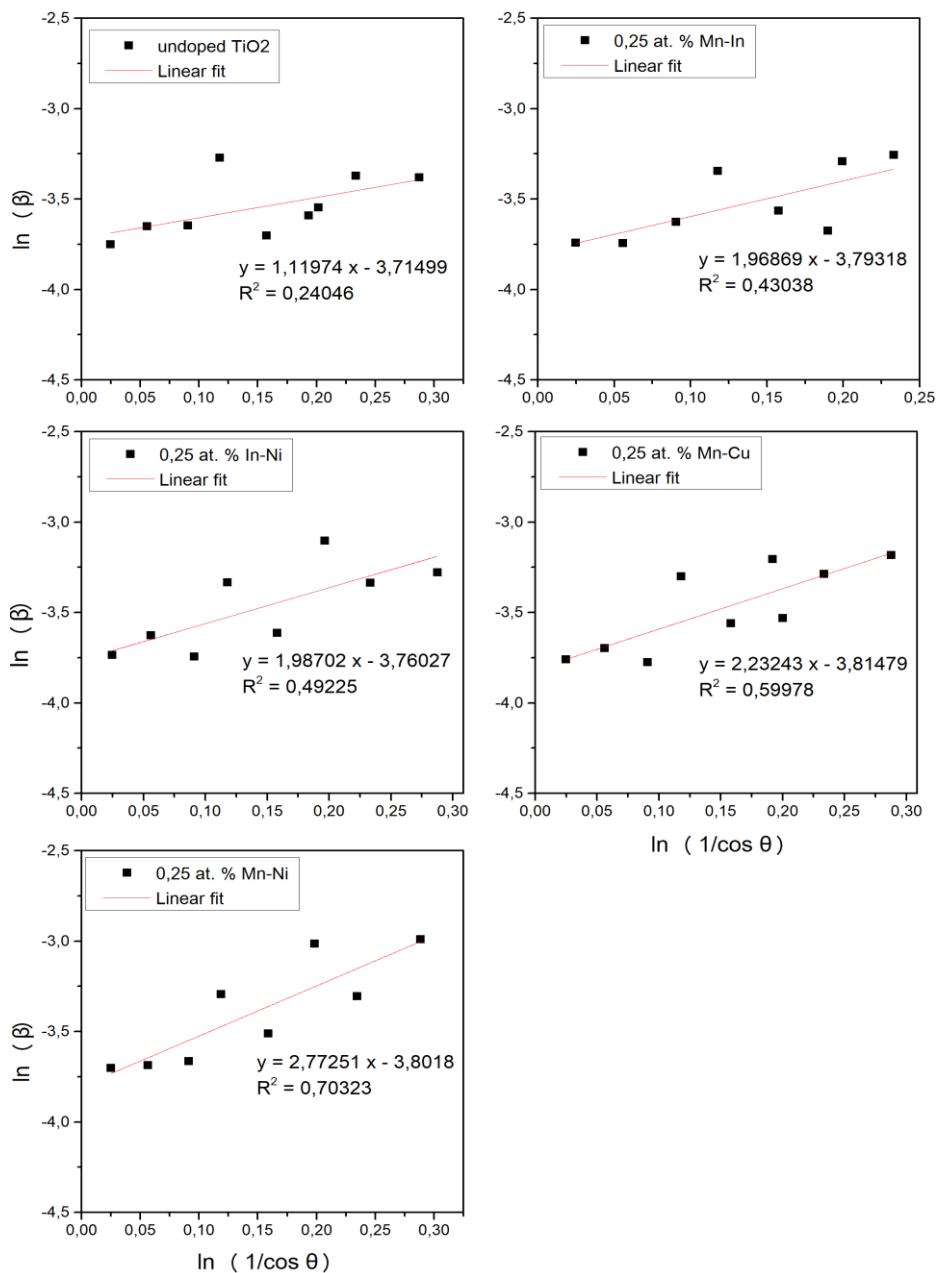 -2,5
-3,0
-3,5
-4,0
-4,5
ln (β)
undoped TiO2
Linear fit
y = 1,11974 x - 3,71499
R² = 0,24046
0,00 0,05 0,10 0,15 0,20 0,25 0,30
-2,5
-3,0
-3,5
-4,0
-4,5
0,25 at. % Mn-In
Linear fit
y = 1,96869 x - 3,79318
R² = 0,43038
0,00 0,05 0,10 0,15 0,20 0,25
-2,5
-3,0
-3,5
-4,0
-4,5
ln (β)
0,25 at. % In-Ni
Linear fit
y = 1,98702 x - 3,76027
R² = 0,49225
0,00 0,05 0,10 0,15 0,20 0,25 0,30
-2,5
-3,0
-3,5
-4,0
-4,5
0,25 at. % Mn-Cu
Linear fit
y = 2,23243 x - 3,81479
R² = 0,59978
0,00 0,05 0,10 0,15 0,20 0,25 0,30
ln (1/cos θ)
-2,5
-3,0
-3,5
-4,0
-4,5
ln (β)
0,25 at. % Mn-Ni
Linear fit
y = 2,77251 x - 3,8018
R² = 0,70323
0,00 0,05 0,10 0,15 0,20 0,25 0,30
ln (1/cos θ)